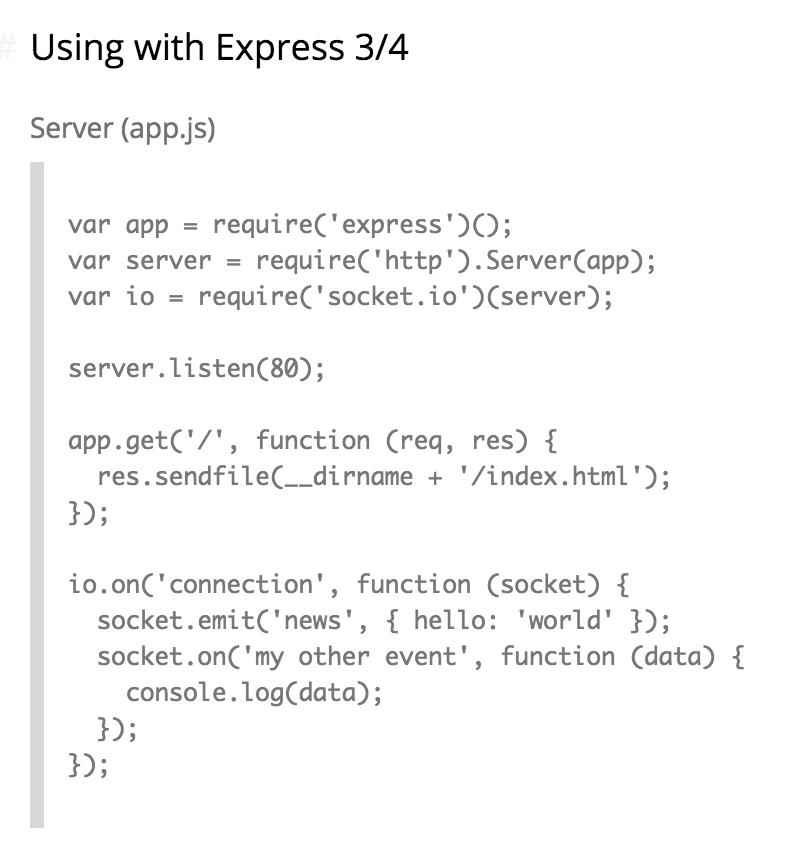 # Using with Express 3/4
Server (app.js)
var app = require('express')();
var server = require('http').Server(app);
var io = require('socket.io')(server);
server.listen(80);
app.get('/', function (req, res) {
  res.sendfile(__dirname + '/index.html');
});
io.on('connection', function (socket) {
  socket.emit('news', { hello: 'world' });
  socket.on('my other event', function (data) {
    console.log(data);
  });
});